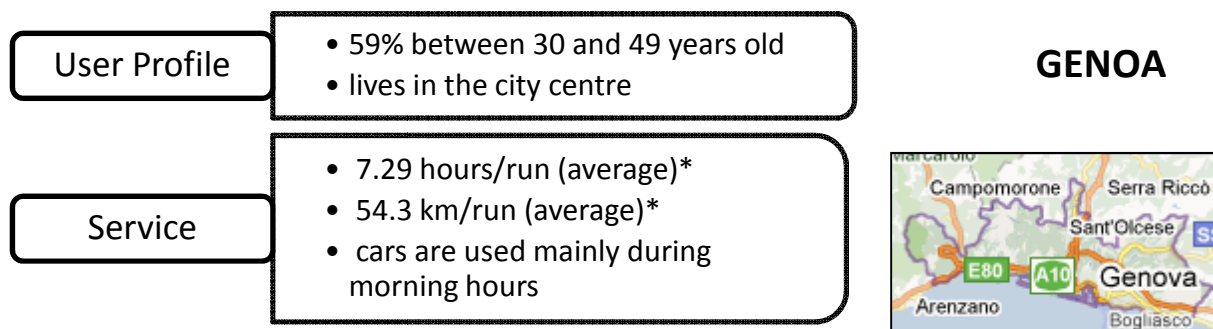 User Profile
• 59% between 30 and 49 years old
• lives in the city centre
GENOA
Service
• 7.29 hours/run (average)*
• 54.3 km/run (average)*
• cars are used mainly during
morning hours
Marcarolo
Campomorone
Serra Riccò
Sant'Olcese
E80
A10
Genova
Arenzano
Bogliasco